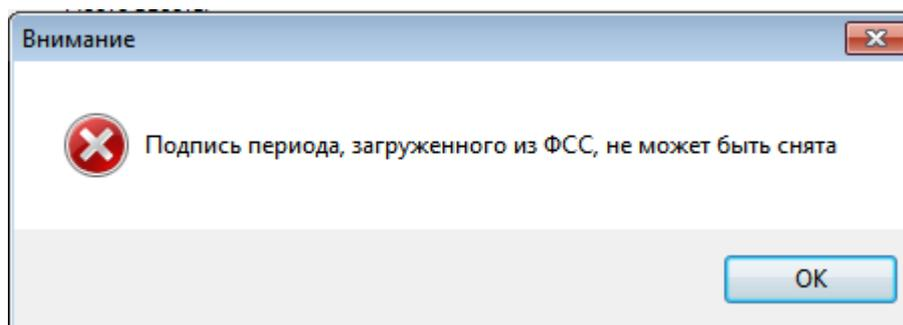 Внимание
Подпись периода, загруженного из ФСС, не может быть снята
OK